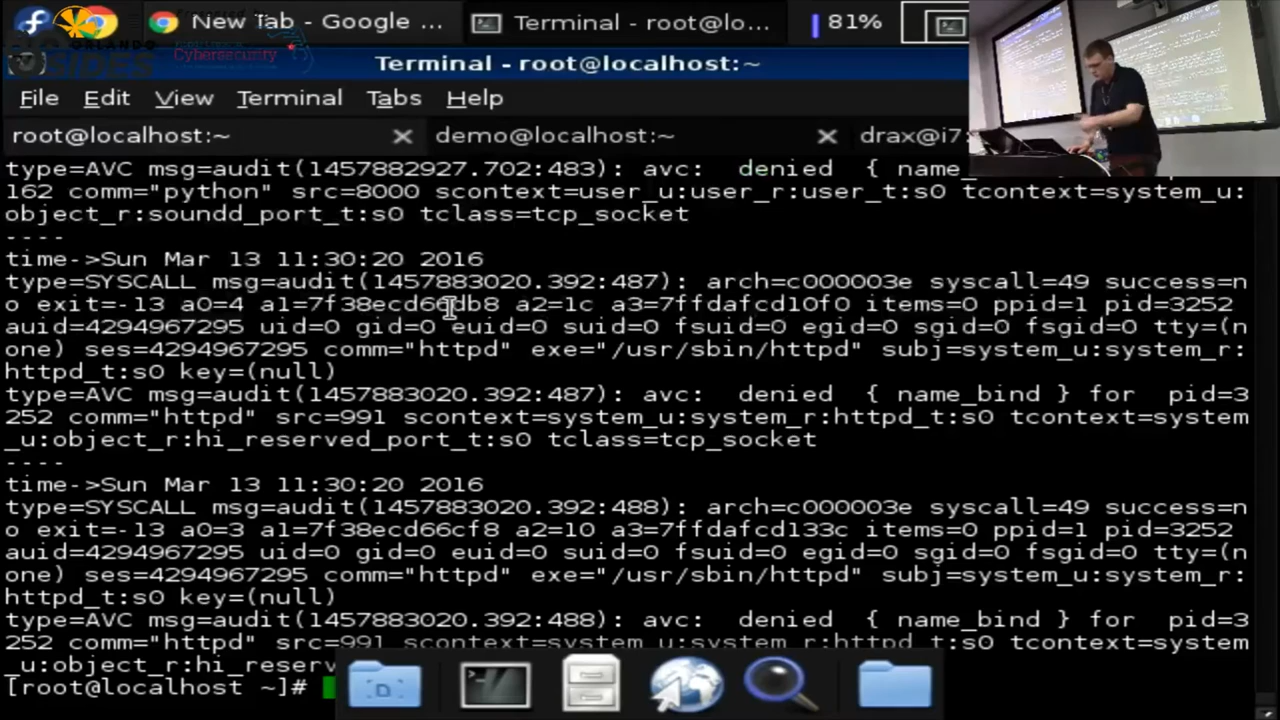 New Tab - Google ...
Terminal - root@lo...
81%
ORLANDO
Cybersecurity
Terminal - root@localhost:~
File Edit View Terminal Tabs Help
root@localhost:~
demo@localhost:~
drax@i7
type=AVC msg=audit(1457882927.702:483): avc:  denied  { name_
162 comm="python" src=8000 scontext=user_u:user_r:user_t:s0 tcontext=system_u:
object_r:soundd_port_t:s0 tclass=tcp_socket
----
time->Sun Mar 13 11:30:20 2016
type=SYSCALL msg=audit(1457883020.392:487): arch=c000003e syscall=49 success=n
o exit=-13 a0=4 a1=7f38ecd66db8 a2=1c a3=7ffdafcd10f0 items=0 ppid=1 pid=3252
auid=4294967295 uid=0 gid=0 euid=0 suid=0 fsuid=0 egid=0 sgid=0 fsgid=0 tty=(n
one) ses=4294967295 comm="httpd" exe="/usr/sbin/httpd" subj=system_u:system_r:
httpd_t:s0 key=(null)
type=AVC msg=audit(1457883020.392:487): avc:  denied  { name_bind } for  pid=3
252 comm="httpd" src=991 scontext=system_u:system_r:httpd_t:s0 tcontext=system
_u:object_r:hi_reserved_port_t:s0 tclass=tcp_socket
----
time->Sun Mar 13 11:30:20 2016
type=SYSCALL msg=audit(1457883020.392:488): arch=c000003e syscall=49 success=n
o exit=-13 a0=3 a1=7f38ecd66cf8 a2=10 a3=7ffdafcd133c items=0 ppid=1 pid=3252
auid=4294967295 uid=0 gid=0 euid=0 suid=0 fsuid=0 egid=0 sgid=0 fsgid=0 tty=(n
one) ses=4294967295 comm="httpd" exe="/usr/sbin/httpd" subj=system_u:system_r:
httpd_t:s0 key=(null)
type=AVC msg=audit(1457883020.392:488): avc:  denied  { name_bind } for  pid=3
252 comm="httpd" src=991 scontext=system_u:system_r:httpd_t:s0 tcontext=system
_u:object_r:hi_reserv
[root@localhost ~]#